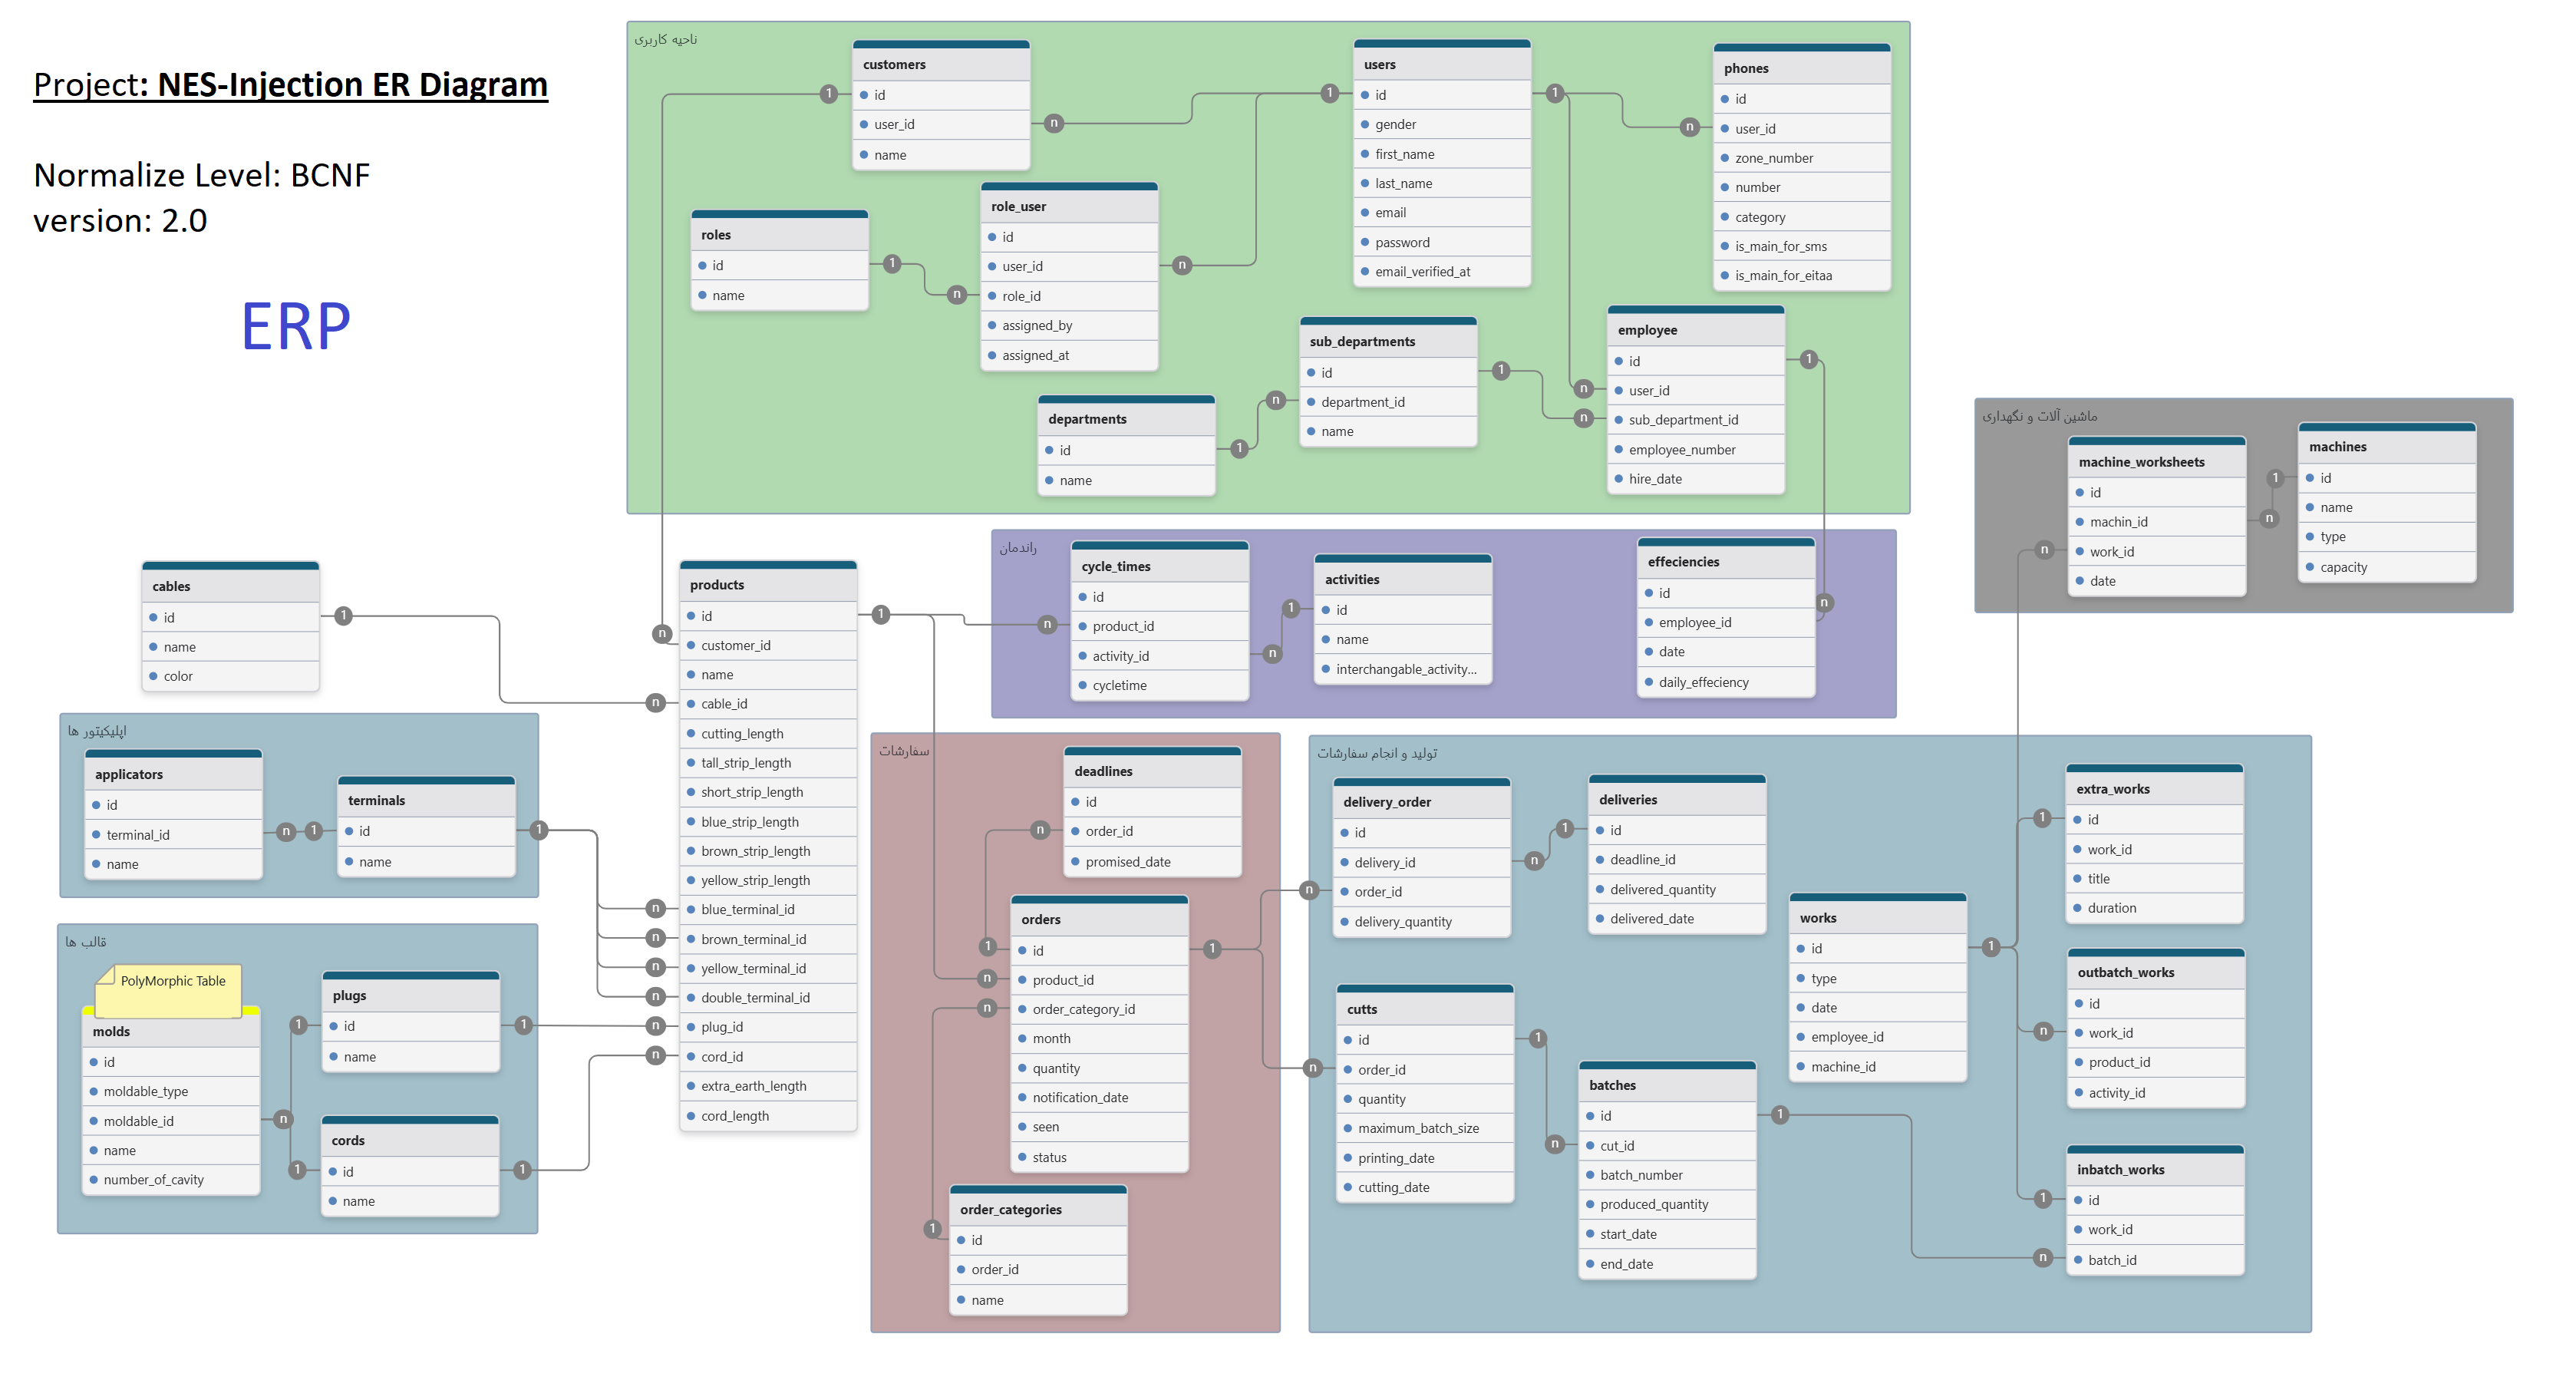 Project: NES-Injection ER Diagram
Normalize Level: BCNF
version: 2.0
ERP
ناحیه کاربری
customers
id
user_id
name
users
id
gender
first_name
last_name
email
password
email_verified_at
phones
id
user_id
zone_number
number
category
is_main_for_sms
is_main_for_eitaa
roles
id
name
role_user
id
user_id
role_id
assigned_by
assigned_at
sub_departments
id
department_id
name
employee
id
user_id
sub_department_id
employee_number
hire_date
departments
id
name
ماشین آلات و نگهداری
machine_worksheets
id
machin_id
work_id
date
machines
id
name
type
capacity
راندمان
cycle_times
id
product_id
activity_id
cycletime
activities
id
name
interchangable_activity...
effeciencies
id
employee_id
date
daily_effeciency
cables
id
name
color
products
id
customer_id
name
cable_id
cutting_length
tall_strip_length
short_strip_length
blue_strip_length
brown_strip_length
yellow_strip_length
blue_terminal_id
brown_terminal_id
yellow_terminal_id
double_terminal_id
plug_id
cord_id
extra_earth_length
cord_length
اپلیکیتور ها
applicators
id
terminal_id
name
terminals
id
name
قالب ها
PolyMorphic Table
molds
id
moldable_type
moldable_id
name
number_of_cavity
plugs
id
name
cords
id
name
سفارشات
deadlines
id
order_id
promised_date
orders
id
product_id
order_category_id
month
quantity
notification_date
seen
status
order_categories
id
order_id
name
تولید و انجام سفارشات
delivery_order
id
delivery_id
order_id
delivery_quantity
deliveries
id
deadline_id
delivered_quantity
delivered_date
cutts
id
order_id
quantity
maximum_batch_size
printing_date
cutting_date
batches
id
cut_id
batch_number
produced_quantity
start_date
end_date
works
id
type
date
employee_id
machine_id
extra_works
id
work_id
title
duration
outbatch_works
id
work_id
product_id
activity_id
inbatch_works
id
work_id
batch_id